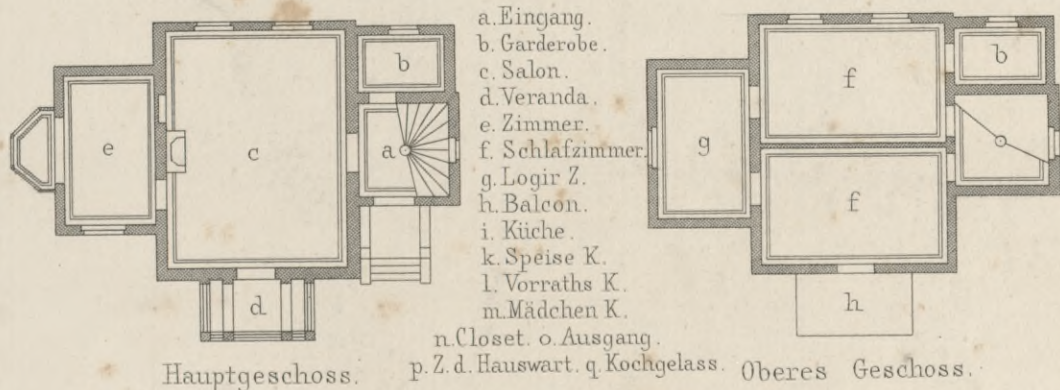 a. Eingang.
b. Garderobe.
c. Salon.
d. Veranda.
e. Zimmer.
f. Schlafzimmer.
g. Logir Z.
h. Balcon.
i. Küche.
k. Speise K.
l. Vorraths K.
m. Mädchen K.
n. Closet. o. Ausgang.
p. Z. d. Hauswart. q. Kochgelass.
b
e
c
a
d
Hauptgeschoss.
f
b
g
f
h
Oberes Geschoss.